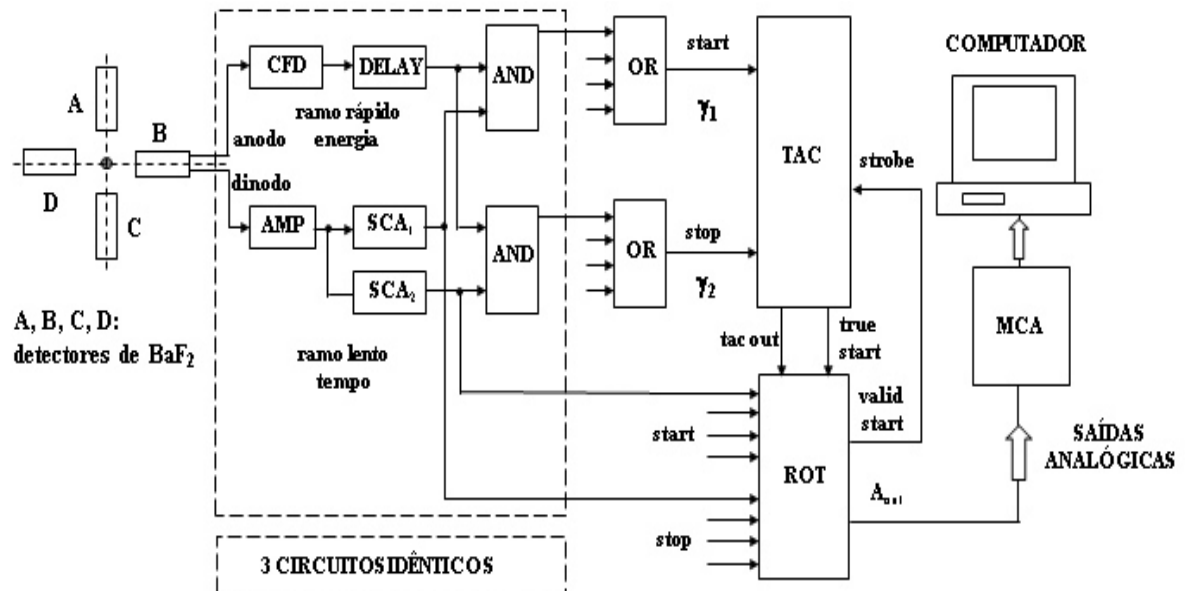 A
B
D
C
A, B, C, D:
detectores de BaF2
anodo
dinodo
CFD
DELAY
AND
ramo rápido
energia
AMP
SCA1
SCA2
AND
ramo lento
tempo
3 CIRCUITOS IDÊNTICOS
OR
start
γ1
OR
stop
γ2
TAC
strobe
tac out
true
start
valid
start
start
stop
ROT
Aout
COMPUTADOR
MCA
SAÍDAS
ANALÓGICAS